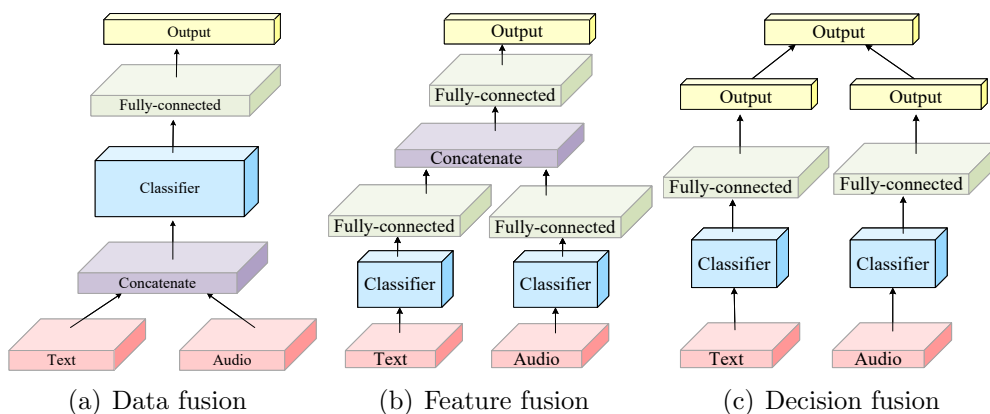 Output
Fully-connected
Classifier
Concatenate
Text
Audio
(a) Data fusion
Output
Fully-connected
Concatenate
Fully-connected
Fully-connected
Classifier
Classifier
Text
Audio
(b) Feature fusion
Output
Output
Output
Fully-connected
Fully-connected
Classifier
Classifier
Text
Audio
(c) Decision fusion